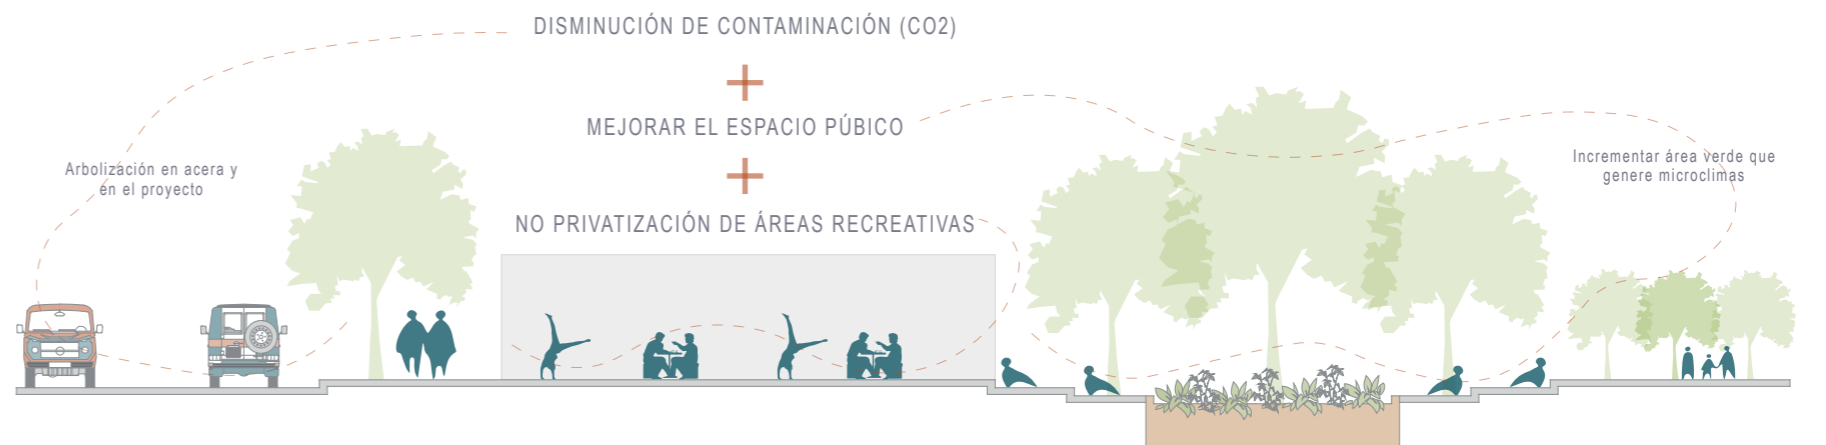 DISMINUCIÓN DE CONTAMINACIÓN (CO2)
MEJORAR EL ESPACIO PÚBICO
NO PRIVATIZACIÓN DE ÁREAS RECREATIVAS
Arbolización en acera y
en el proyecto
Incrementar área verde que
genere microclimas